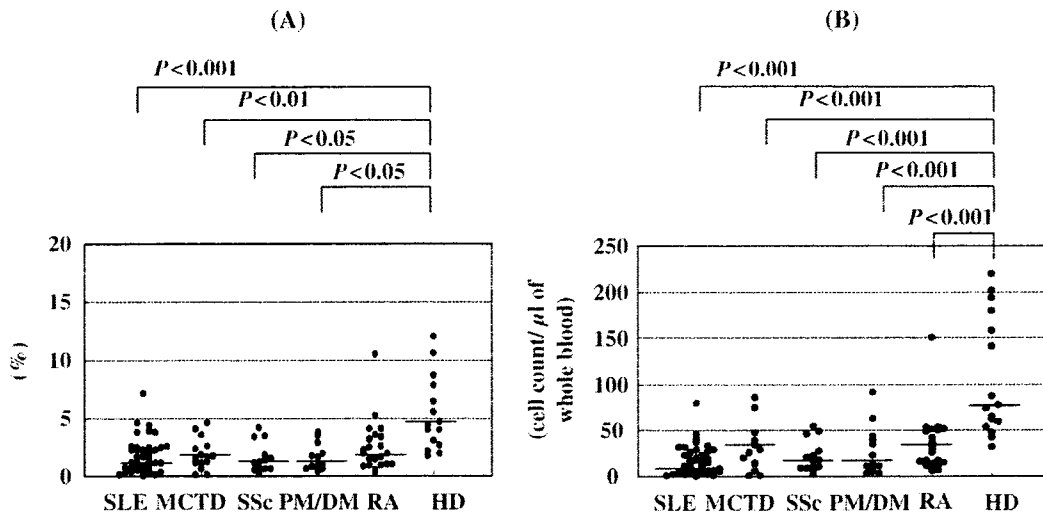 (A)
P<0.001
P<0.01
P<0.05
P<0.05
20
15
10
5
0
(%)
SLE MCTD SSc PM/DM RA HD
(B)
P<0.001
P<0.001
P<0.001
P<0.001
P<0.001
250
200
150
100
50
0
(cell count/ μl of
whole blood)
SLE MCTD SSc PM/DM RA HD